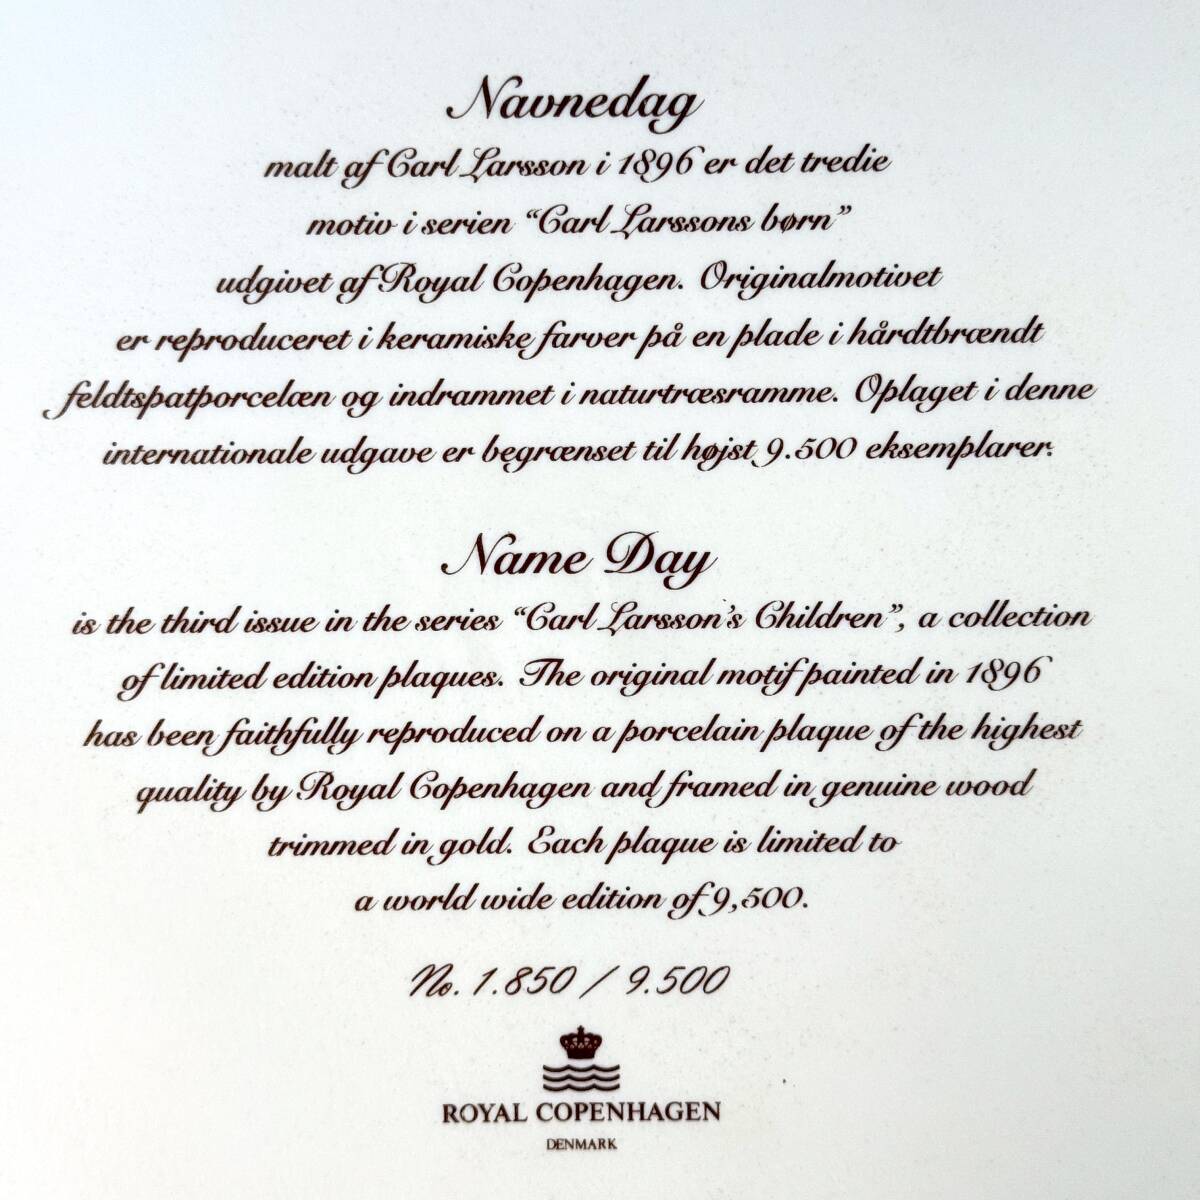 Navnedag
malt af Carl Larsson i 1896 er det tredie
motiv i serien “Carl Larssons børn”
udgivet af Royal Copenhagen. Originalmotivet
er reproduceret i keramiske farver på en plade i hårdtbrændt
feldtspatporcelæn og indrammet i naturtræsramme. Oplaget i denne
internationale udgave er begrænset til højst 9.500 eksemplarer.
Name Day
is the third issue in the series “Carl Larsson’s Children”, a collection
of limited edition plaques. The original motif painted in 1896
has been faithfully reproduced on a porcelain plaque of the highest
quality by Royal Copenhagen and framed in genuine wood
trimmed in gold. Each plaque is limited to
a world wide edition of 9,500.
No. 1.850 / 9.500
ROYAL COPENHAGEN
DENMARK